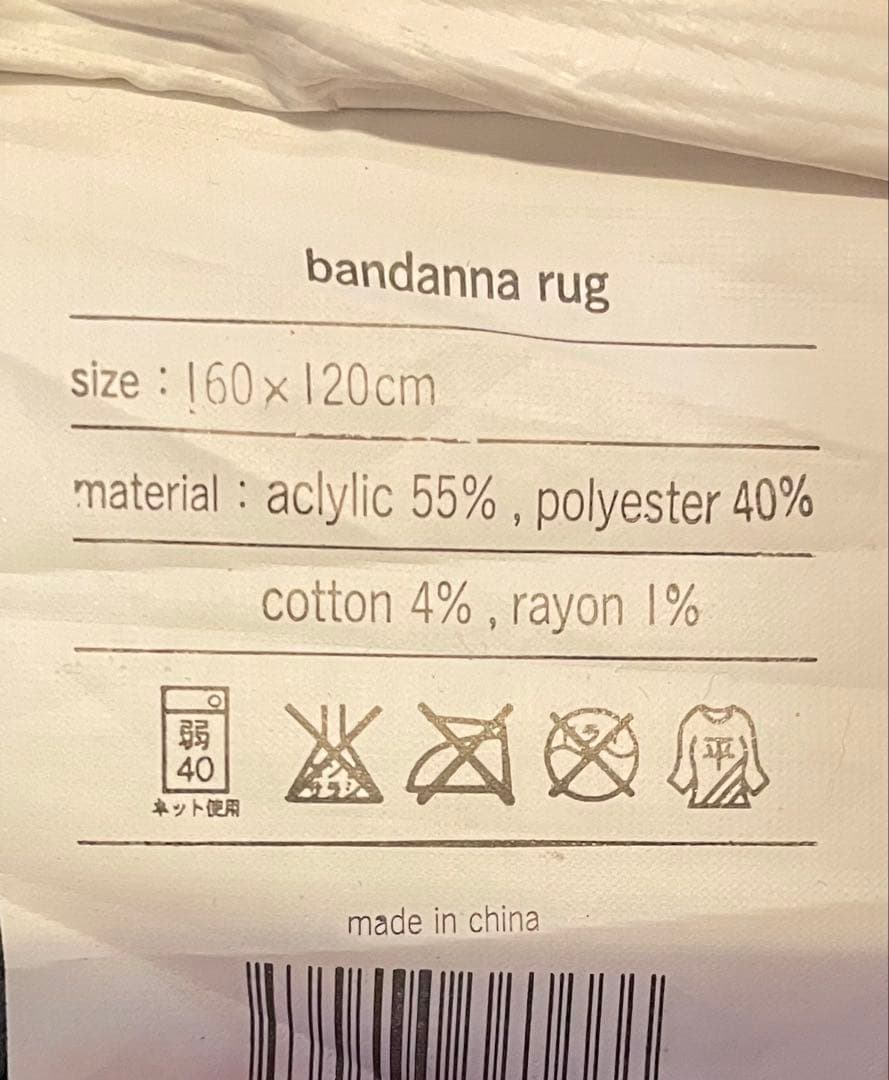 bandanna rug
size : 160×120cm
material : aclylic 55% , polyester 40%
cotton 4% , rayon 1%
弱
40
ネット使用
平
made in china